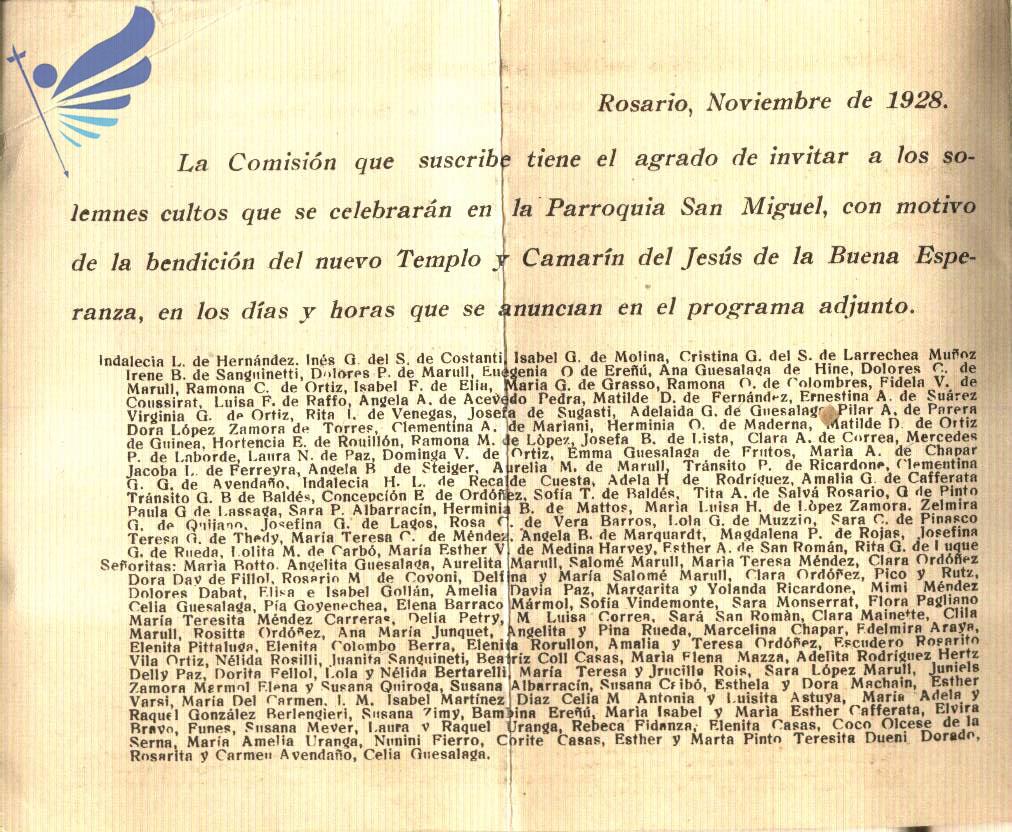 Rosario, Noviembre de 1928.
La Comisión que suscribe tiene el agrado de invitar a los so-
lemnes cultos que se celebrarán en la Parroquia San Miguel, con motivo
de la bendición del nuevo Templo y Camarín del Jesús de la Buena Espe-
ranza, en los días y horas que se anuncian en el programa adjunto.
Indalecia L. de Hernández. Inés G. del S. de Costanti, Isabel G. de Molina, Cristina G. del S. de Larrechea Muñoz
Irene B. de Sanguinetti, Dolores P. de Marull, Eugenia O de Ereñú, Ana Guesalaga de Hine, Dolores C. de
Marull, Ramona C. de Ortiz, Isabel F. de Elia, Maria G. de Grasso, Ramona O. de Colombres, Fidela V. de
Coussirat, Luisa F. de Raffo, Angela A. de Acevedo Pedra, Matilde D. de Fernández, Ernestina A. de Suárez
Virginia G. de Ortiz, Rita I. de Venegas, Josefa de Sugasti, Adelaida G. de Guesalaga Pilar A. de Parera
Dora López Zamora de Torres, Clementina A. de Mariani, Herminia O. de Maderna, Matilde D. de Ortiz
de Guinea, Hortencia E. de Rouillón, Ramona M. de Lòpez, Josefa B. de Lista, Clara A. de Correa, Mercedes
P. de Laborde, Laura N. de Paz, Dominga V. de Ortiz, Emma Guesalaga de Frutos, Maria A. de Chapar
Jacoba L. de Ferreyra, Angela B de Steiger, Aurelia M. de Marull, Tránsito P. de Ricardone, Clementina
G. G. de Avendaño, Indalecia H. L. de Recalde Cuesta, Adela H de Rodríguez, Amalia G. de Cafferata
Tránsito G. B de Baldés, Concepción E de Ordóñez, Sofía T. de Baldés, Tita A. de Salvá Rosario, G de Pinto
Paula G de Lassaga, Sara P. Albarracín, Herminia B. de Mattos, Maria Luisa H. de Lòpez Zamora. Zelmira
G. de Quijano, Josefina G. de Lagos, Rosa C. de Vera Barros, Lola G. de Muzzio, Sara C. de Pinasco
Teresa G. de Thedy, María Teresa C. de Méndez. Angela B. de Marquardt, Magdalena P. de Rojas, Josefina
G. de Rueda, Lolita M. de Carbó, María Esther V. de Medina Harvey, Esther A. de San Román, Rita G. de Luque
Señoritas: Maria Botto. Angelita Guesalaga, Aurelita Marull, Salomé Marull, Maria Teresa Méndez, Clara Ordóñez
Dora Day de Fillol, Rosario M de Covoni, Delfina y María Salomé Marull, Clara Ordóñez, Pico y Rutz,
Dolores Dabat, Elisa e Isabel Gollán, Amelia Davia Paz, Margarita y Yolanda Ricardone, Mimi Méndez
Celia Guesalaga, Pía Goyenechea, Elena Barraco Mármol, Sofía Vindemonte, Sara Monserrat, Flora Pagliano
María Teresita Méndez Carreras, Delia Petry, M Luisa Correa, Sará San Romàn, Clara Mainette, Clila
Marull, Rositta Ordóñez, Ana María Junquet, Angelita y Pina Rueda, Marcelina Chapar, Edelmira Araya,
Elenita Pittaluga, Elenita Colombo Berra, Elenita Rorullon, Amalia y Teresa Ordóñez, Escudero Rosarito
Vila Ortiz, Nélida Rosilli, Juanita Sanguineti, Beatríz Coll Casas, Maria Elena Mazza, Adelita Rodríguez Hertz
Delly Paz, Dorita Fellol, Lola y Nélida Bertarelli, María Teresa y Rois, Sara López Marull, Juniels
Zamora Marmol Elena y Susana Quiroga, Susana Albarracín, Susana Cribó, Esthela y Dora Machain, Esther
Varsi, María Del Carmen, I. M. Isabel Martínez Diaz Celia M Antonia y Luisita Astuya, María Adela y
Raquel González Berlengieri, Susana Zimy, Bambina Ereñú, Maria Isabel y Maria Esther Cafferata, Elvira
Bravo, Funes, Susana Meyer, Laura y Raquel Uranga, Rebeca Fidanza, Elenita Casas, Coco Olcese de la
Serna, María Amelia Uranga, Nunini Fierro, Corite Casas, Esther y Marta Pinto Teresita Dueni Dorado,
Rosarita y Carmen Avendaño, Celia Guesalaga.